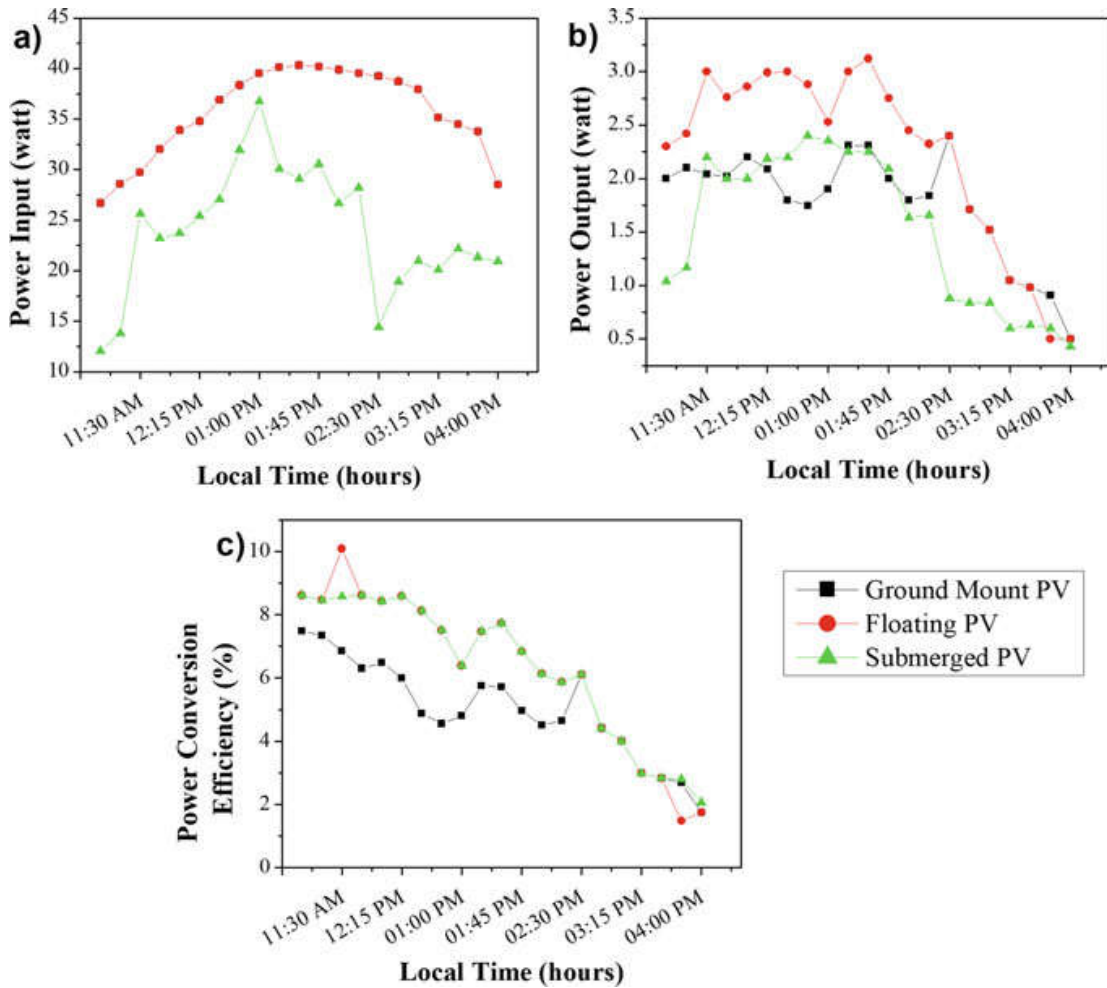 a)
Power Input (watt)
45
40
35
30
25
20
15
10
11:30 AM
12:15 PM
01:00 PM
01:45 PM
02:30 PM
03:15 PM
04:00 PM
Local Time (hours)
b)
Power Output (watt)
3.5
3.0
2.5
2.0
1.5
1.0
0.5
11:30 AM
12:15 PM
01:00 PM
01:45 PM
02:30 PM
03:15 PM
04:00 PM
Local Time (hours)
c)
Power Conversion
Efficiency (%)
10
8
6
4
2
0
11:30 AM
12:15 PM
01:00 PM
01:45 PM
02:30 PM
03:15 PM
04:00 PM
Local Time (hours)
Ground Mount PV
Floating PV
Submerged PV